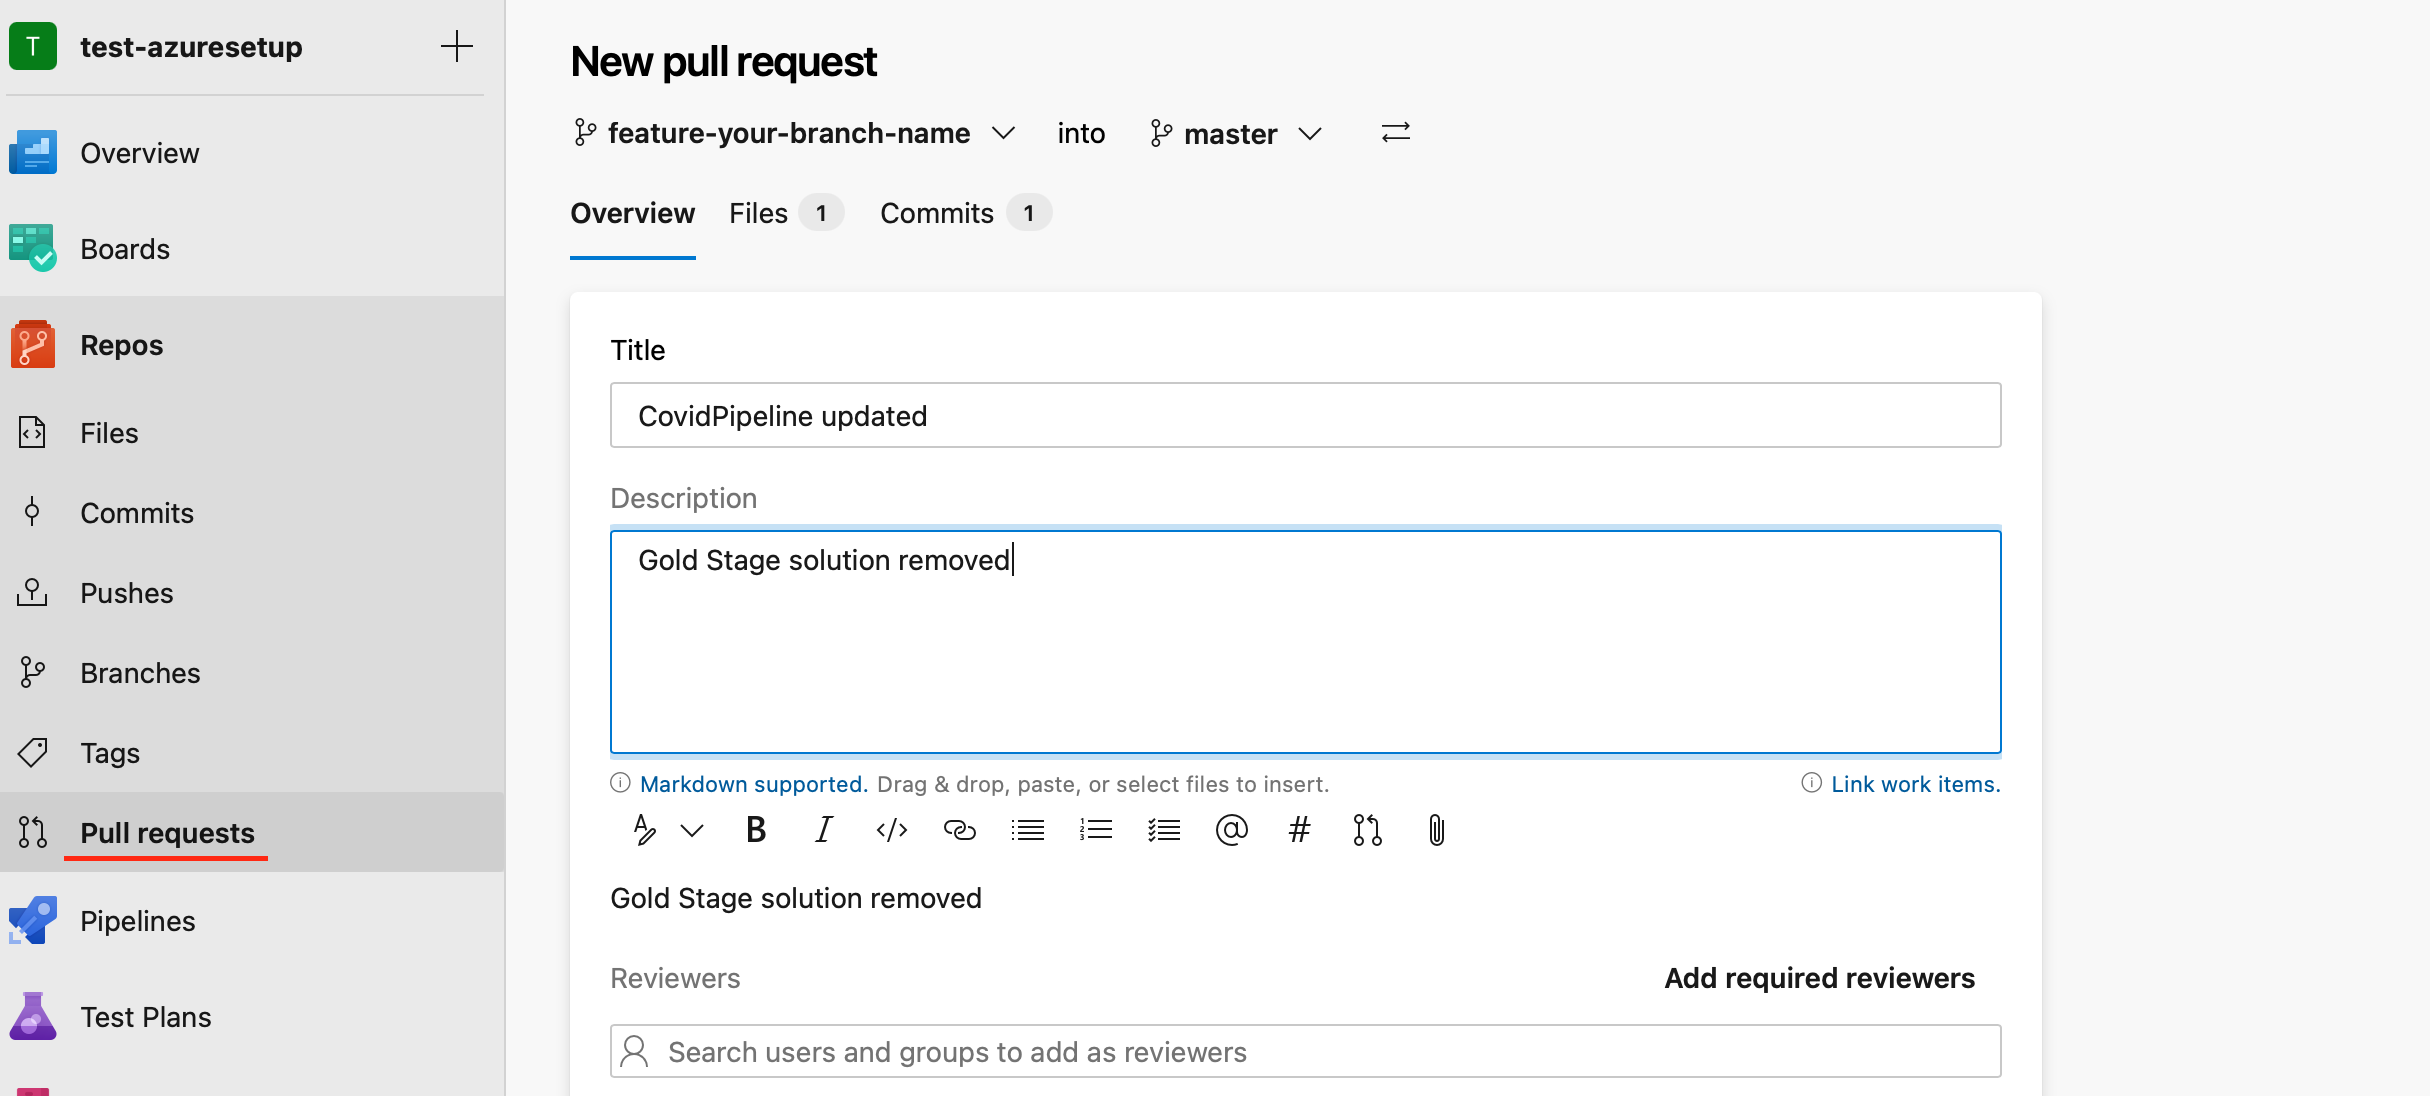 T test-azuresetup
Overview
Boards
Repos
Files
Commits
Pushes
Branches
Tags
Pull requests
Pipelines
Test Plans
New pull request
feature-your-branch-name into master
Overview Files 1 Commits 1
Title
CovidPipeline updated
Description
Gold Stage solution removed
Markdown supported. Drag & drop, paste, or select files to insert. Link work items.
Gold Stage solution removed
Reviewers Add required reviewers
Search users and groups to add as reviewers